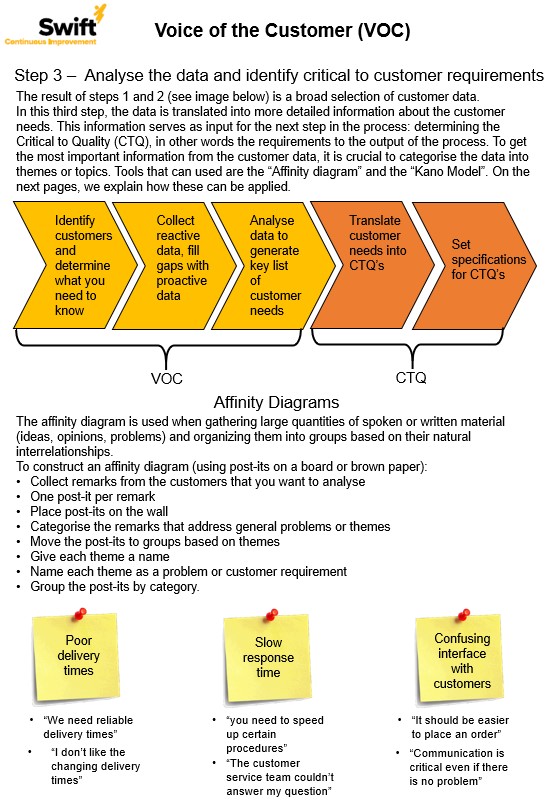 Swift
Continuous Improvement
Voice of the Customer (VOC)
Step 3 – Analyse the data and identify critical to customer requirements
The result of steps 1 and 2 (see image below) is a broad selection of customer data.
In this third step, the data is translated into more detailed information about the customer
needs. This information serves as input for the next step in the process: determining the
Critical to Quality (CTQ), in other words the requirements to the output of the process. To get
the most important information from the customer data, it is crucial to categorise the data into
themes or topics. Tools that can used are the “Affinity diagram” and the “Kano Model”. On the
next pages, we explain how these can be applied.
Identify
customers
and
determine
what you
need to
know
Collect
reactive
data, fill
gaps with
proactive
data
Analyse
data to
generate
key list
of
customer
needs
Translate
customer
needs into
CTQ’s
Set
specifications
for CTQ’s
VOC
CTQ
Affinity Diagrams
The affinity diagram is used when gathering large quantities of spoken or written material
(ideas, opinions, problems) and organizing them into groups based on their natural
interrelationships.
To construct an affinity diagram (using post-its on a board or brown paper):
• Collect remarks from the customers that you want to analyse
• One post-it per remark
• Place post-its on the wall
• Categorise the remarks that address general problems or themes
• Move the post-its to groups based on themes
• Give each theme a name
• Name each theme as a problem or customer requirement
• Group the post-its by category.
Poor
delivery
times
Slow
response
time
Confusing
interface
with
customers
• “We need reliable
delivery times”
• “I don’t like the
changing delivery
times”
• “you need to speed
up certain
procedures”
• “The customer
service team couldn’t
answer my question”
• “It should be easier
to place an order”
• “Communication is
critical even if there
is no problem”